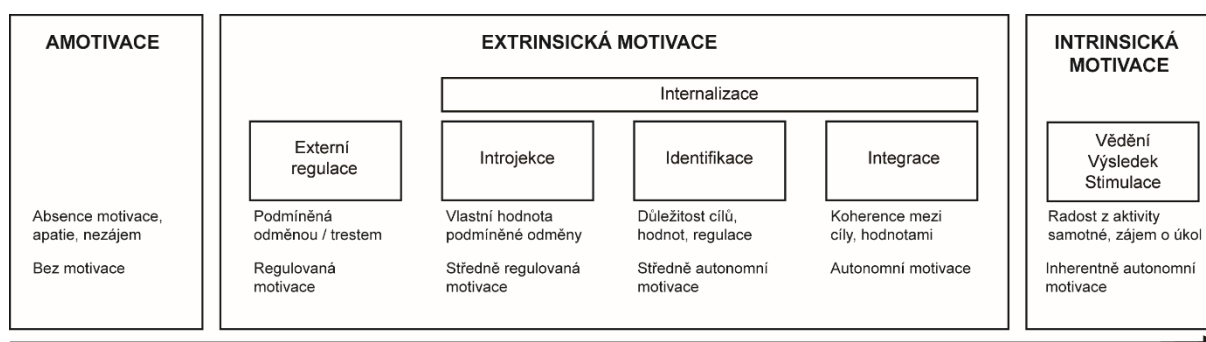 AMOTIVACE
Absence motivace,
apatie, nezájem
Bez motivace
EXTRINSICKÁ MOTIVACE
Internalizace
Externí
regulace
Podmíněná
odměnou / trestem
Regulovaná
motivace
Introjekce
Vlastní hodnota
podmíněné odměny
Středně regulovaná
motivace
Identifikace
Důležitost cílů,
hodnot, regulace
Středně autonomní
motivace
Integrace
Koherence mezi
cíly, hodnotami
Autonomní motivace
INTRINSICKÁ
MOTIVACE
Vědění
Výsledek
Stimulace
Radost z aktivity
samotné, zájem o úkol
Inherentně autonomní
motivace